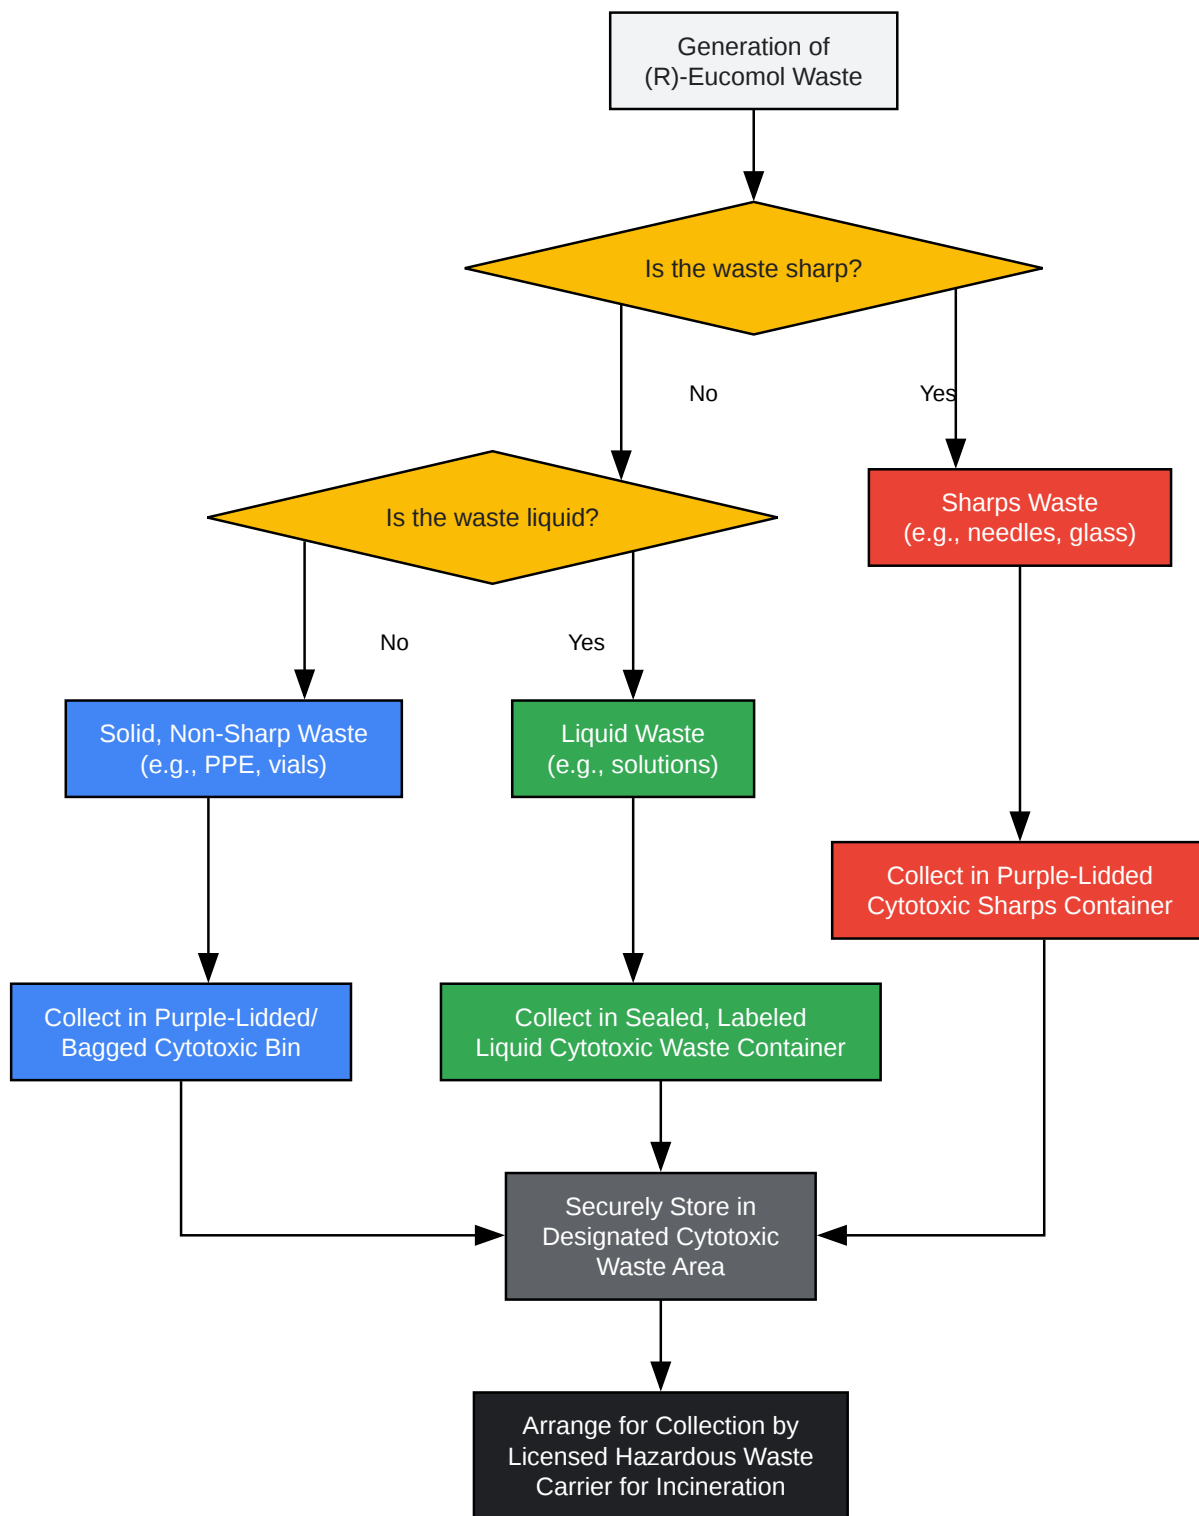 Generation of
(R)-Eucomol Waste
Is the waste sharp?
No
Yes
Is the waste liquid?
Sharps Waste
(e.g., needles, glass)
No
Yes
Solid, Non-Sharp Waste
(e.g., PPE, vials)
Liquid Waste
(e.g., solutions)
Collect in Purple-Lidded
Cytotoxic Sharps Container
Collect in Purple-Lidded/
Bagged Cytotoxic Bin
Collect in Sealed, Labeled
Liquid Cytotoxic Waste Container
Securely Store in
Designated Cytotoxic
Waste Area
Arrange for Collection by
Licensed Hazardous Waste
Carrier for Incineration